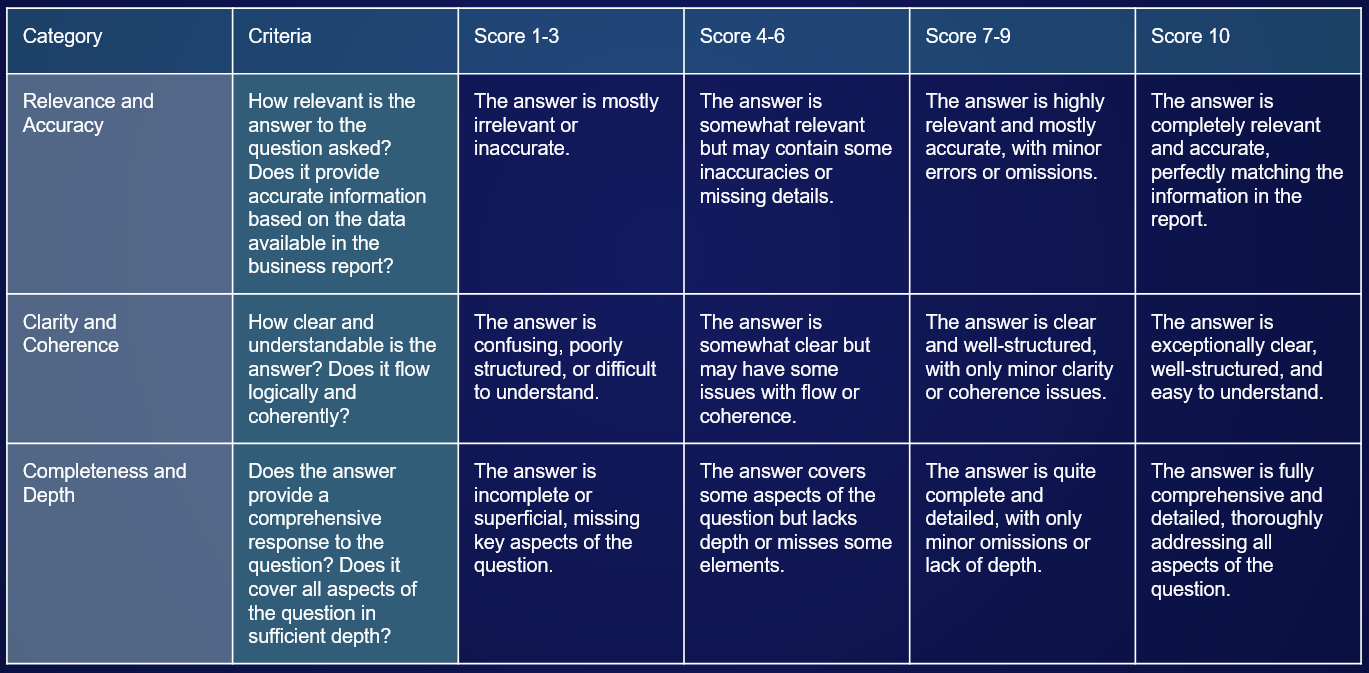 Category
Criteria
Score 1-3
Score 4-6
Score 7-9
Score 10
Relevance and
Accuracy
How relevant is the
answer to the
question asked?
Does it provide
accurate information
based on the data
available in the
business report?
The answer is mostly
irrelevant or
inaccurate.
The answer is
somewhat relevant
but may contain some
inaccuracies or
missing details.
The answer is highly
relevant and mostly
accurate, with minor
errors or omissions.
The answer is
completely relevant
and accurate,
perfectly matching the
information in the
report.
Clarity and
Coherence
How clear and
understandable is the
answer? Does it flow
logically and
coherently?
The answer is
confusing, poorly
structured, or difficult
to understand.
The answer is
somewhat clear but
may have some
issues with flow or
coherence.
The answer is clear
and well-structured,
with only minor clarity
or coherence issues.
The answer is
exceptionally clear,
well-structured, and
easy to understand.
Completeness and
Depth
Does the answer
provide a
comprehensive
response to the
question? Does it
cover all aspects of
the question in
sufficient depth?
The answer is
incomplete or
superficial, missing
key aspects of the
question.
The answer covers
some aspects of the
question but lacks
depth or misses some
elements.
The answer is quite
complete and
detailed, with only
minor omissions or
lack of depth.
The answer is fully
comprehensive and
detailed, thoroughly
addressing all
aspects of the
question.